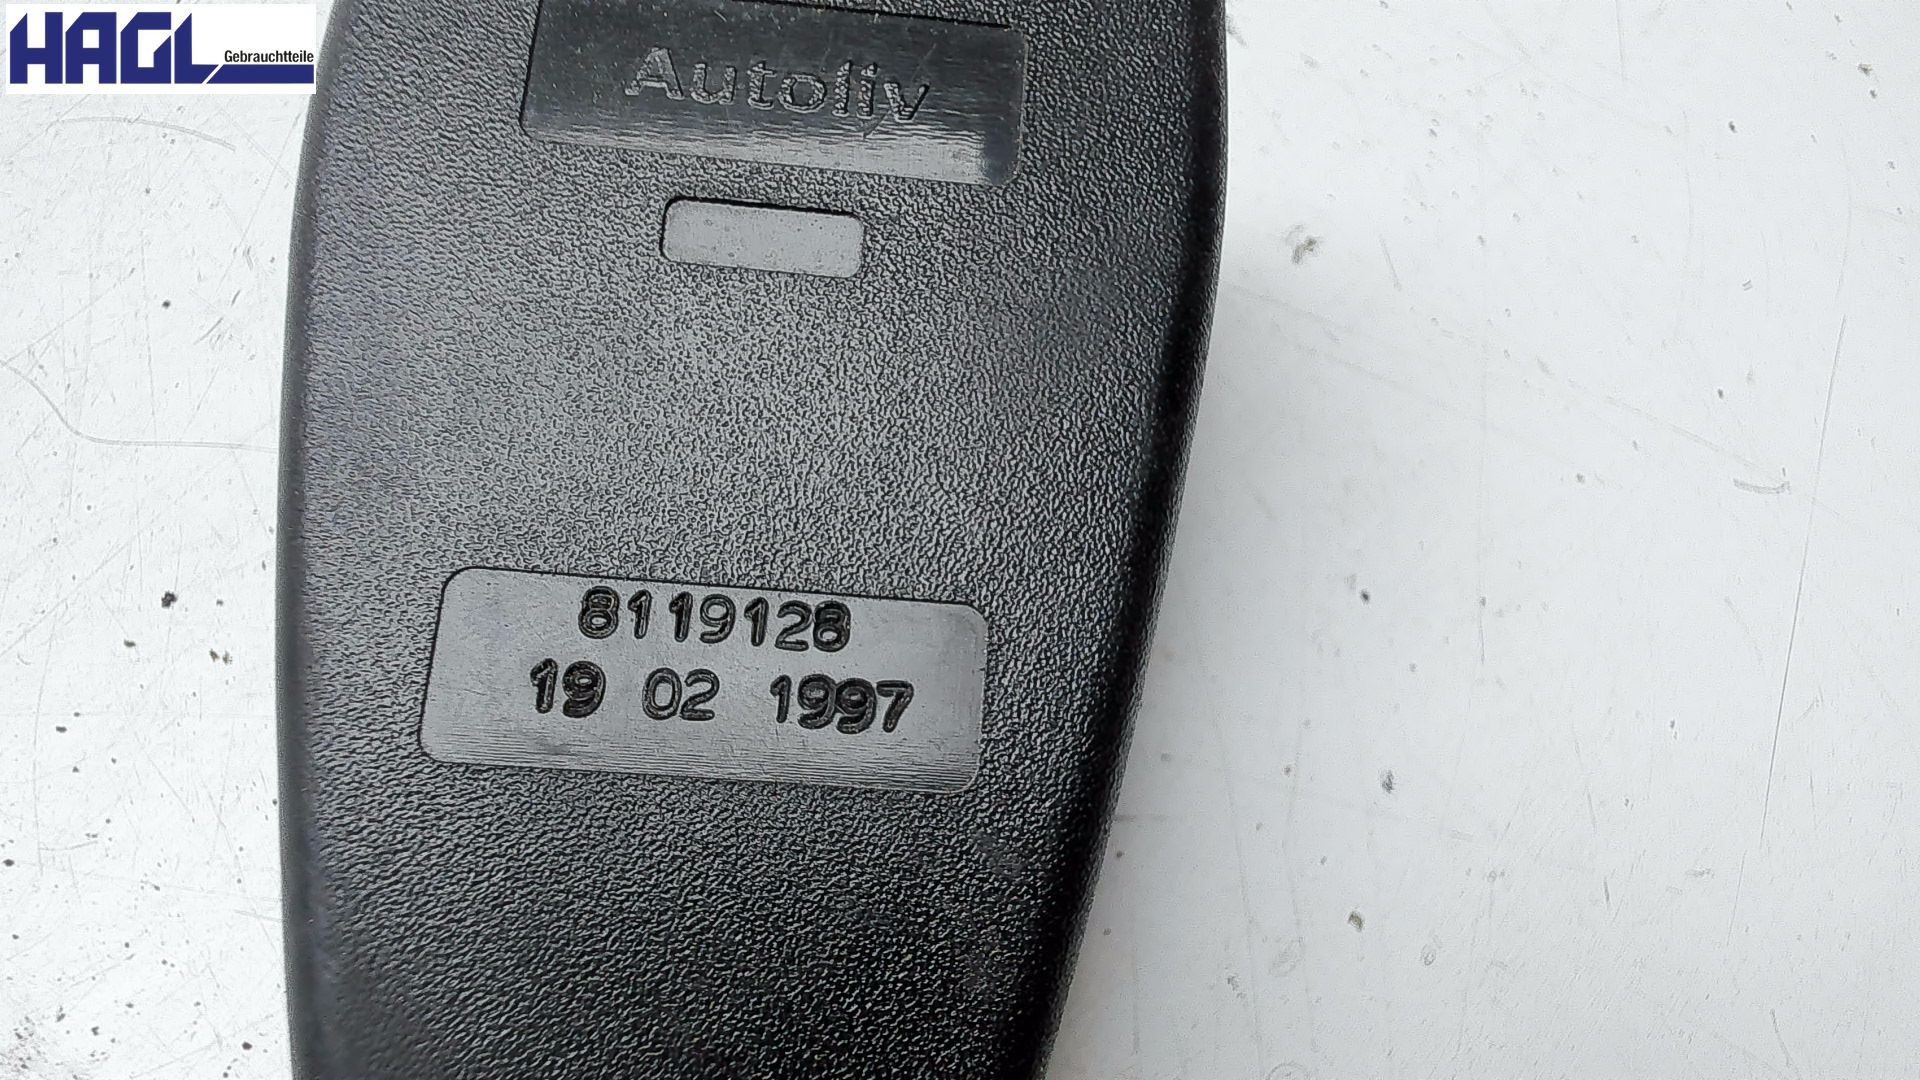 HAGL Gebrauchtteile
Autoliv
8119128
19 02 1997